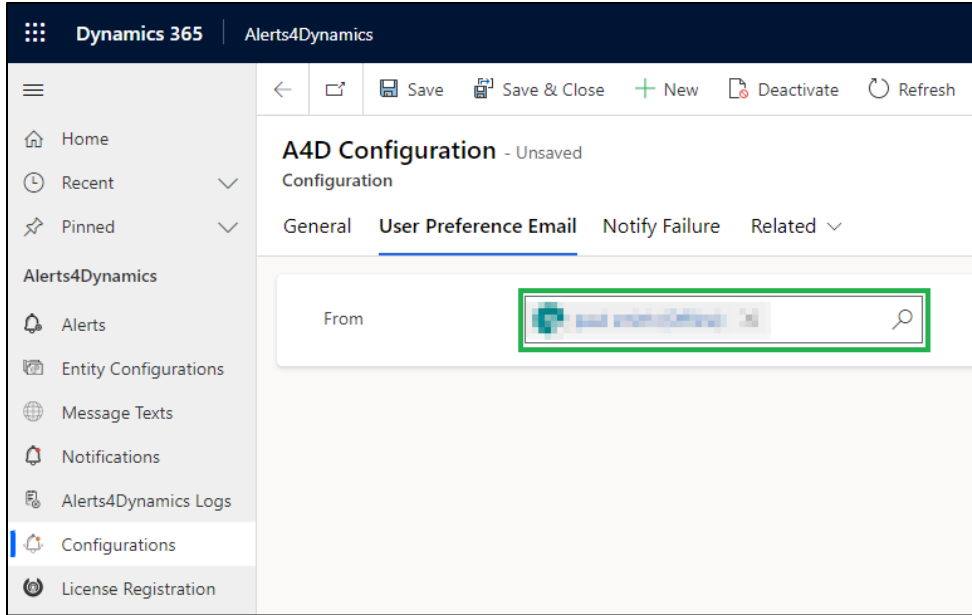 Dynamics 365 Alerts4Dynamics
Save Save & Close New Deactivate Refresh
Home
Recent
Pinned
Alerts4Dynamics
Alerts
Entity Configurations
Message Texts
Notifications
Alerts4Dynamics Logs
Configurations
License Registration
A4D Configuration - Unsaved
Configuration
General User Preference Email Notify Failure Related
From